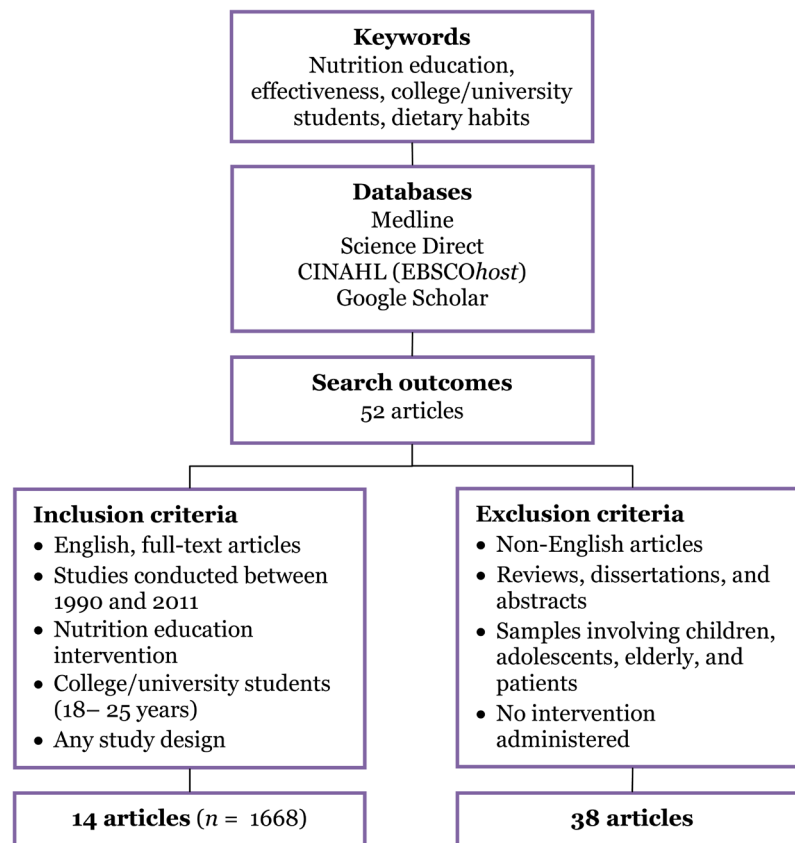 Keywords
Nutrition education,
effectiveness, college/university
students, dietary habits
Databases
Medline
Science Direct
CINAHL (EBSCOhost)
Google Scholar
Search outcomes
52 articles
Inclusion criteria
• English, full-text articles
• Studies conducted between
1990 and 2011
• Nutrition education
intervention
• College/university students
(18– 25 years)
• Any study design
14 articles (n = 1668)
Exclusion criteria
• Non-English articles
• Reviews, dissertations, and
abstracts
• Samples involving children,
adolescents, elderly, and
patients
• No intervention
administered
38 articles